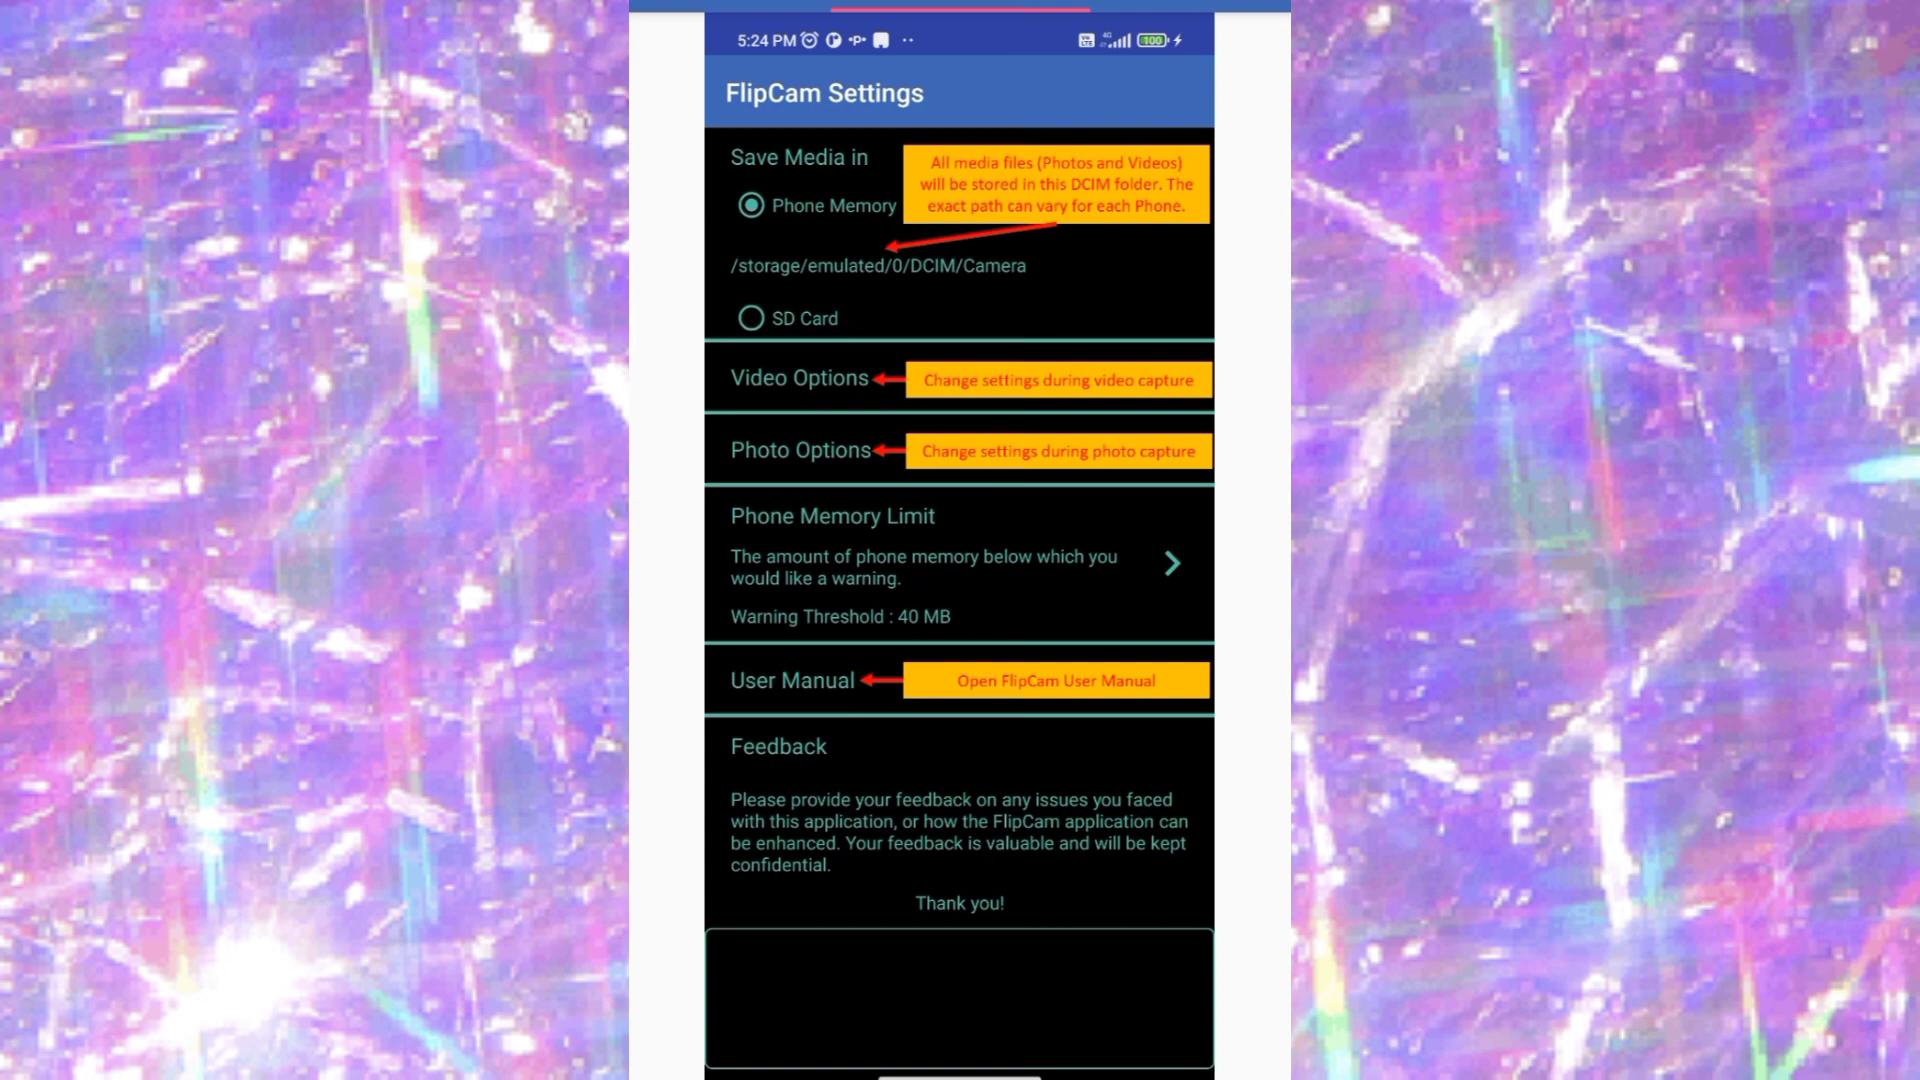 5:24 PM
100
FlipCam Settings
Save Media in
All media files (Photos and Videos)
will be stored in this DCIM folder. The
exact path can vary for each Phone.
Phone Memory
/storage/emulated/0/DCIM/Camera
SD Card
Video Options
Change settings during video capture
Photo Options
Change settings during photo capture
Phone Memory Limit
The amount of phone memory below which you
would like a warning.
Warning Threshold : 40 MB
User Manual
Open FlipCam User Manual
Feedback
Please provide your feedback on any issues you faced
with this application, or how the FlipCam application can
be enhanced. Your feedback is valuable and will be kept
confidential.
Thank you!